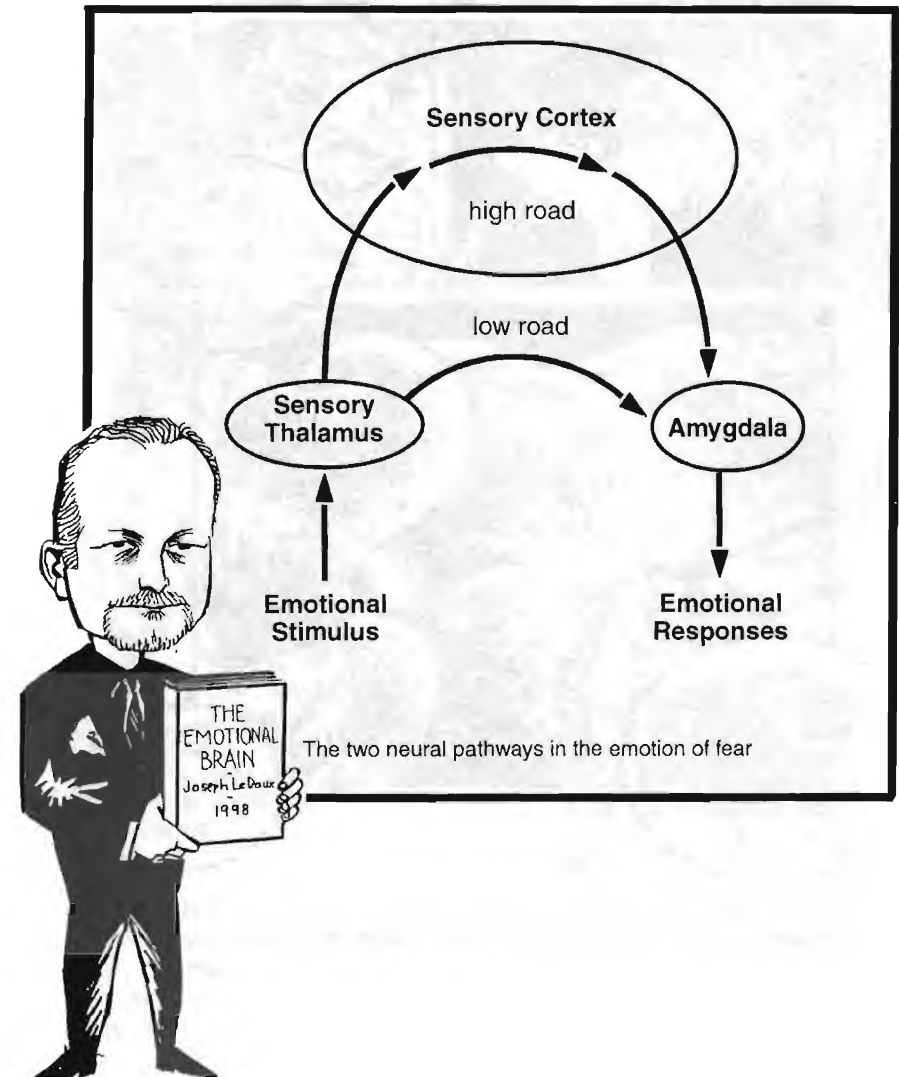 Sensory Cortex
high road
low road
Sensory
Thalamus
Amygdala
Emotional
Stimulus
Emotional
Responses
THE
EMOTIONAL
BRAIN
-
Joseph LeDoux
-
1998
The two neural pathways in the emotion of fear